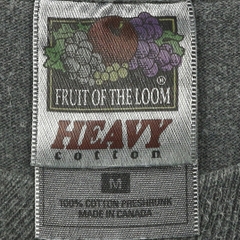 FRUIT OF THE LOOM®
HEAVY
cotton
M
100% COTTON PRESHRUNK
MADE IN CANADA